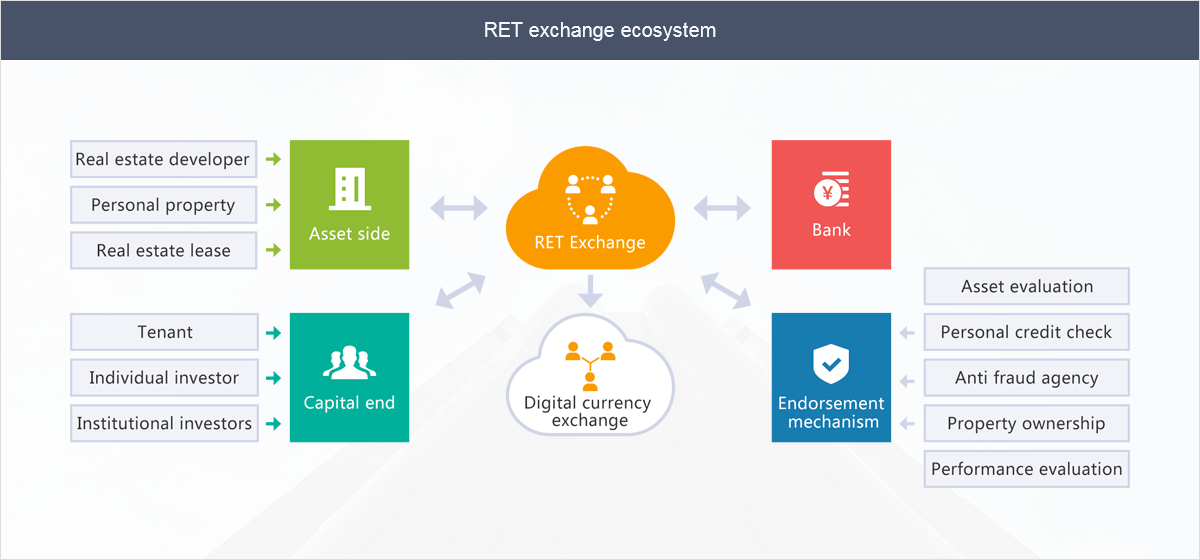 RET exchange ecosystem
Real estate developer
Personal property
Real estate lease
Asset side
RET Exchange
¥
Bank
Tenant
Individual investor
Institutional investors
Capital end
Digital currency
exchange
Endorsement
mechanism
Asset evaluation
Personal credit check
Anti fraud agency
Property ownership
Performance evaluation